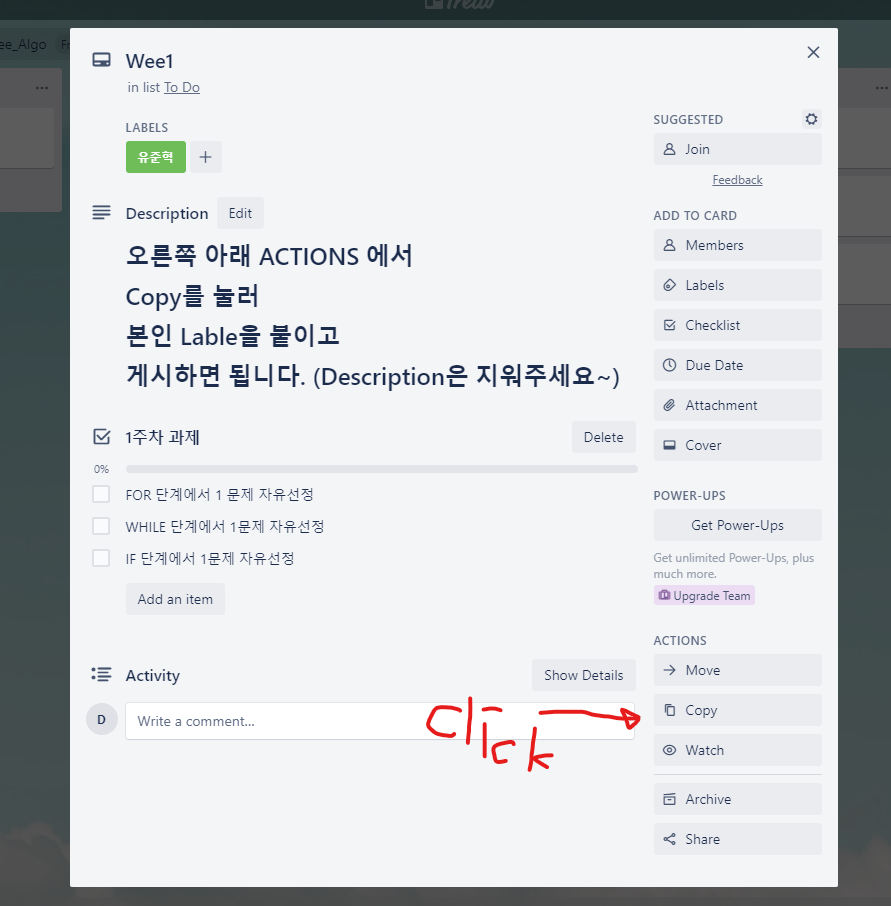 Trello
ee_Algo
Wee1
in list To Do
LABELS
유준혁
Description Edit
오른쪽 아래 ACTIONS 에서
Copy를 눌러
본인 Lable을 붙이고
게시하면 됩니다. (Description은 지워주세요~)
1주차 과제
Delete
0%
FOR 단계에서 1 문제 자유선정
WHILE 단계에서 1문제 자유선정
IF 단계에서 1문제 자유선정
Add an item
Activity
Show Details
D
Write a comment...
click
SUGGESTED
Join
Feedback
ADD TO CARD
Members
Labels
Checklist
Due Date
Attachment
Cover
POWER-UPS
Get Power-Ups
Get unlimited Power-Ups, plus
much more.
Upgrade Team
ACTIONS
Move
Copy
Watch
Archive
Share